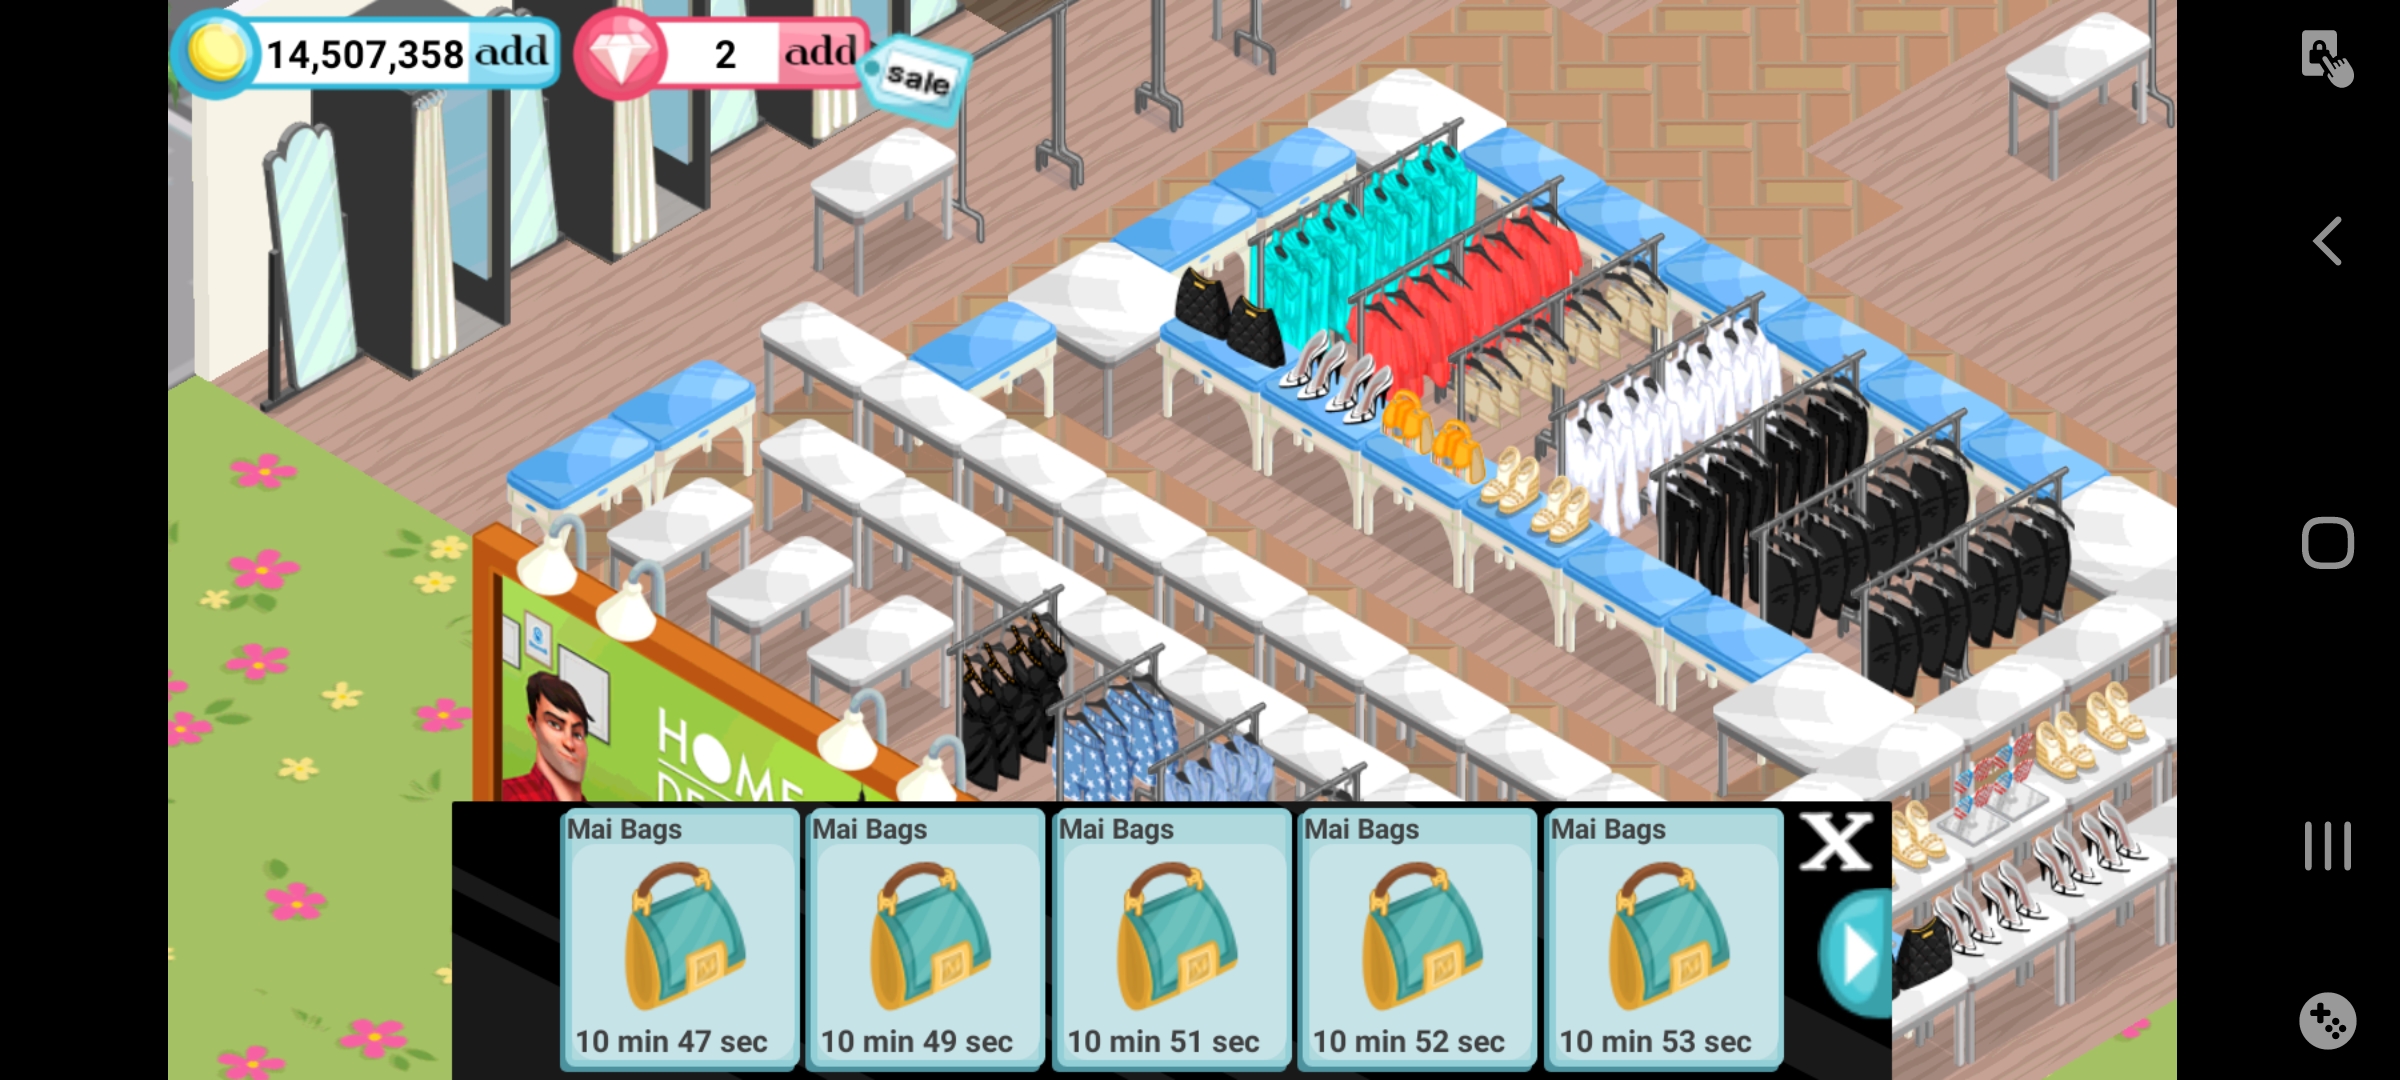 14,507,358 add
2 add
sale
HOME
Mai Bags
10 min 47 sec
Mai Bags
10 min 49 sec
Mai Bags
10 min 51 sec
Mai Bags
10 min 52 sec
Mai Bags
10 min 53 sec
X